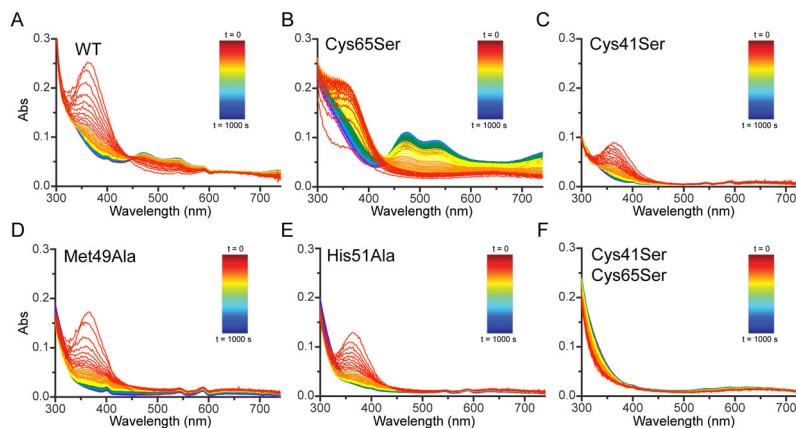 A
WT
0.3
0.2
0.1
0.0
Abs
300 400 500 600 700
Wavelength (nm)
t = 0
t = 1000 s
B
Cys65Ser
0.3
0.2
0.1
0.0
300 400 500 600 700
Wavelength (nm)
t = 0
t = 1000 s
C
Cys41Ser
0.3
0.2
0.1
0.0
300 400 500 600 700
Wavelength (nm)
t = 0
t = 1000 s
D
Met49Ala
0.3
0.2
0.1
0.0
Abs
300 400 500 600 700
Wavelength (nm)
t = 0
t = 1000 s
E
His51Ala
0.3
0.2
0.1
0.0
300 400 500 600 700
Wavelength (nm)
t = 0
t = 1000 s
F
Cys41Ser
Cys65Ser
0.3
0.2
0.1
0.0
300 400 500 600 700
Wavelength (nm)
t = 0
t = 1000 s